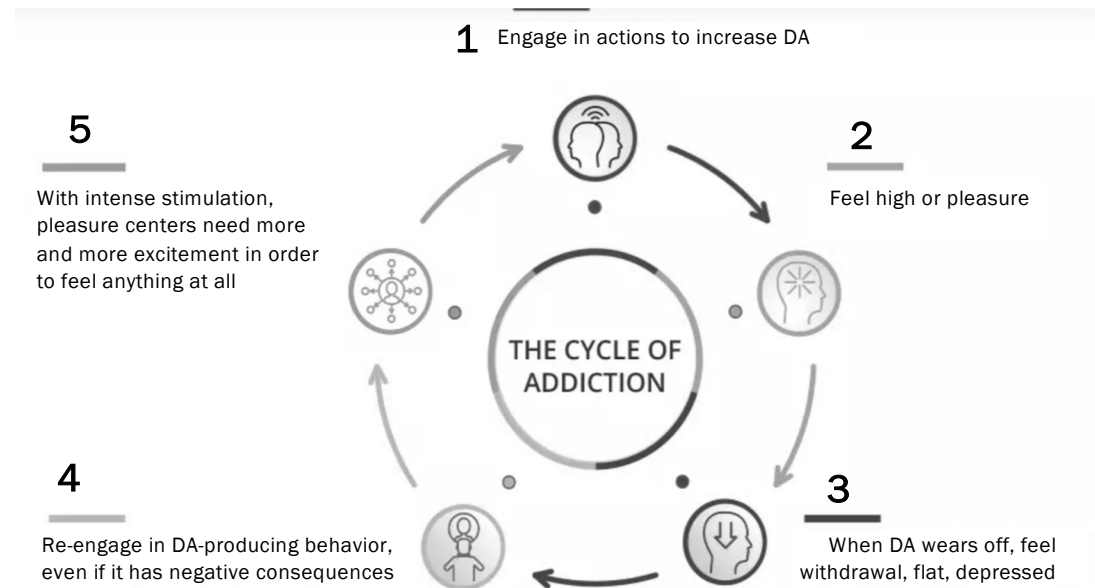 1 Engage in actions to increase DA
2
Feel high or pleasure
3
When DA wears off, feel
withdrawal, flat, depressed
4
Re-engage in DA-producing behavior,
even if it has negative consequences
5
With intense stimulation,
pleasure centers need more
and more excitement in order
to feel anything at all
THE CYCLE OF
ADDICTION